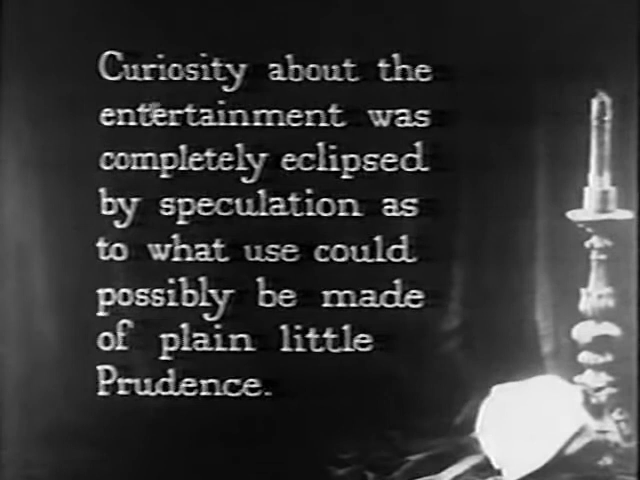 Curiosity about the
entertainment was
completely eclipsed
by speculation as
to what use could
possibly be made
of plain little
Prudence.